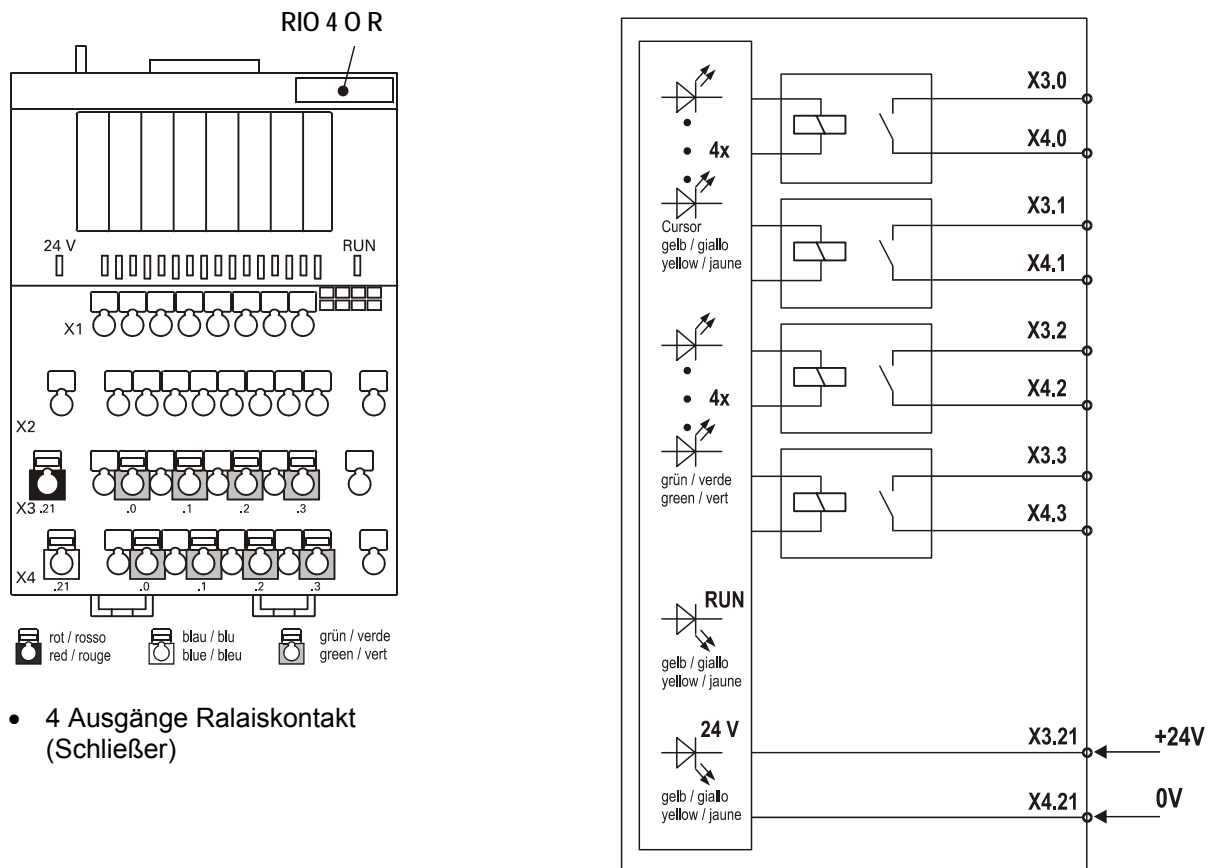 RIO 4 O R
24 V
RUN
X1
X2
X3
.21
.0
.1
.2
.3
X4
.21
.0
.1
.2
.3
rot / rosso
red / rouge
blau / blu
blue / bleu
grün / verde
green / vert
• 4 Ausgänge Ralaiskontakt
(Schließer)
4x
Cursor
gelb / giallo
yellow / jaune
4x
grün / verde
green / vert
RUN
gelb / giallo
yellow / jaune
24 V
gelb / giallo
yellow / jaune
X3.0
X4.0
X3.1
X4.1
X3.2
X4.2
X3.3
X4.3
X3.21
+24V
X4.21
0V